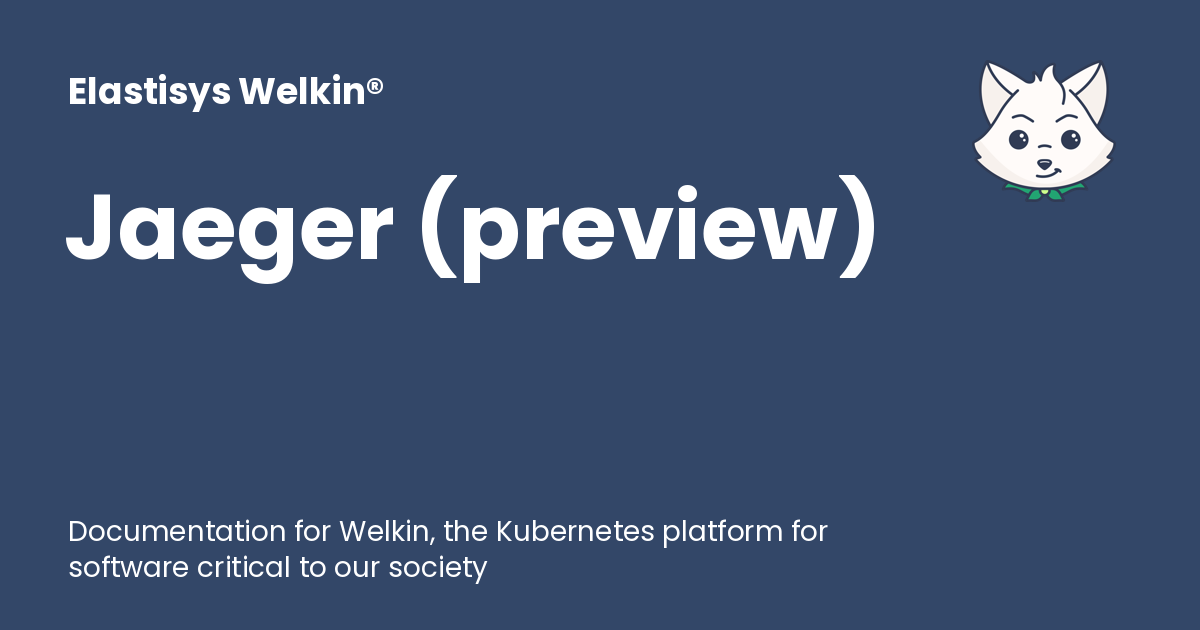 Elastisys Welkin®
Jaeger (preview)
Documentation for Welkin, the Kubernetes platform for
software critical to our society